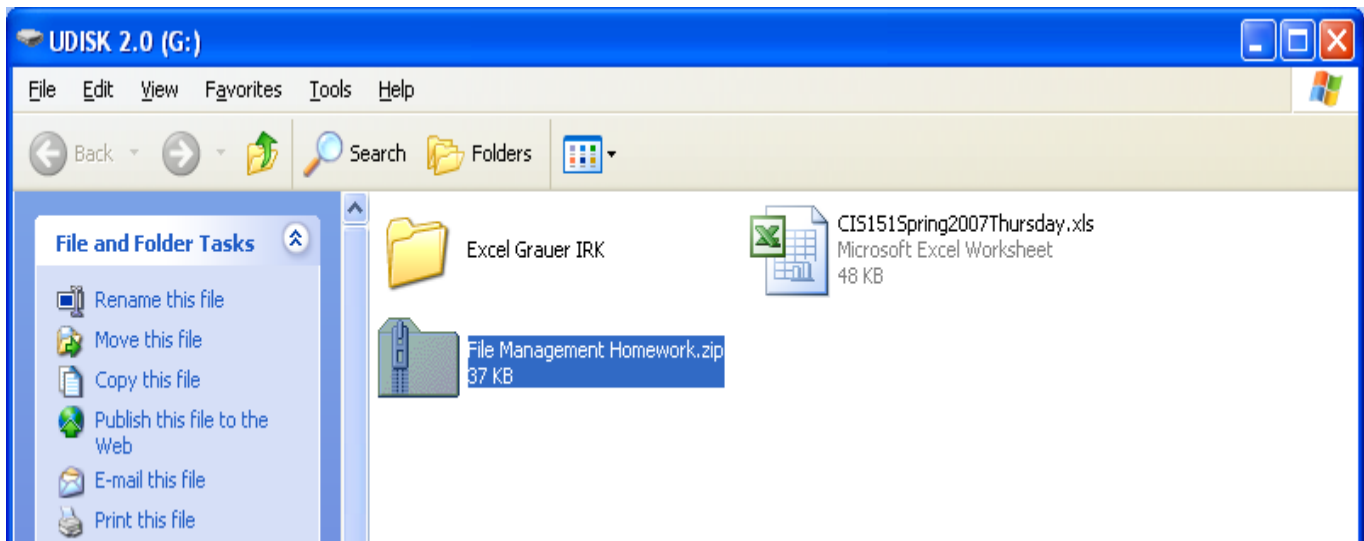 UDISK 2.0 (G:)
File Edit View Favorites Tools Help
Back Search Folders
File and Folder Tasks
Rename this file
Move this file
Copy this file
Publish this file to the
Web
E-mail this file
Print this file
Excel Grauer IRK
CIS151Spring2007Thursday.xls
Microsoft Excel Worksheet
48 KB
File Management Homework.zip
37 KB